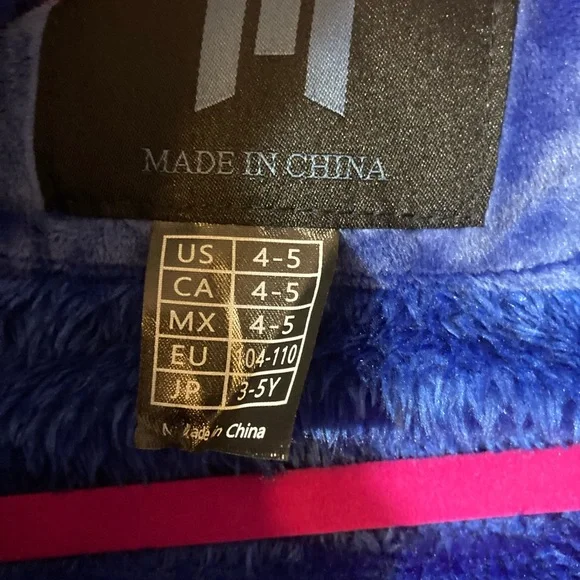 MADE IN CHINA
US 4-5
CA 4-5
MX 4-5
EU 104-110
JP 3-5Y
Made in China